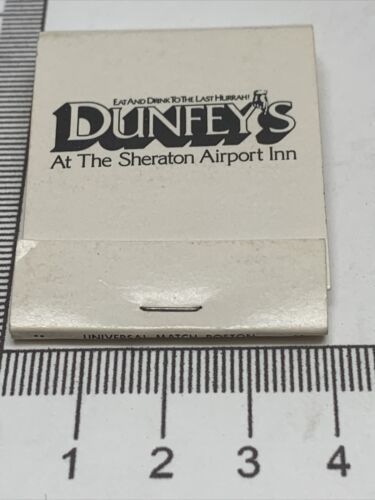 EAT AND DRINK TO THE LAST HURRAH!
DUNFEY'S
At The Sheraton Airport Inn
UNIVERSAL MATCH BOSTON
1 2 3 4